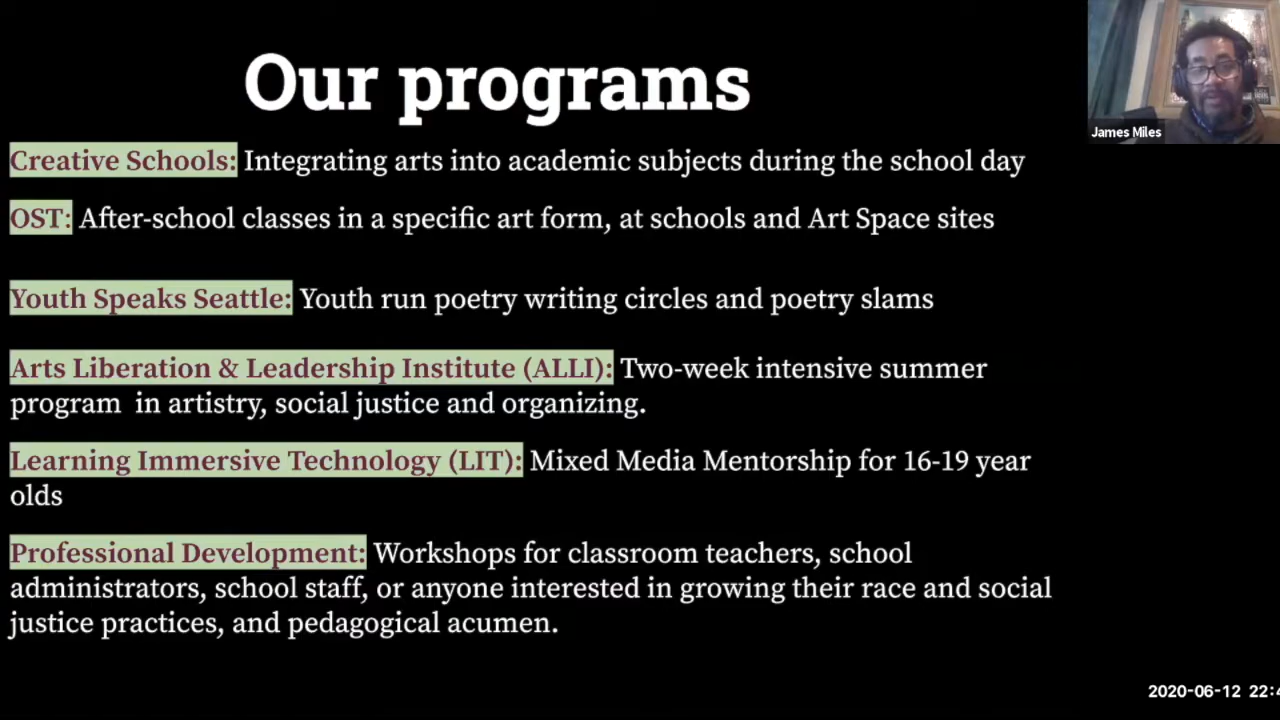 Our programs
James Miles
Creative Schools: Integrating arts into academic subjects during the school day
OST: After-school classes in a specific art form, at schools and Art Space sites
Youth Speaks Seattle: Youth run poetry writing circles and poetry slams
Arts Liberation & Leadership Institute (ALLI): Two-week intensive summer
program in artistry, social justice and organizing.
Learning Immersive Technology (LIT): Mixed Media Mentorship for 16-19 year
olds
Professional Development: Workshops for classroom teachers, school
administrators, school staff, or anyone interested in growing their race and social
justice practices, and pedagogical acumen.
2020-06-12 22:4